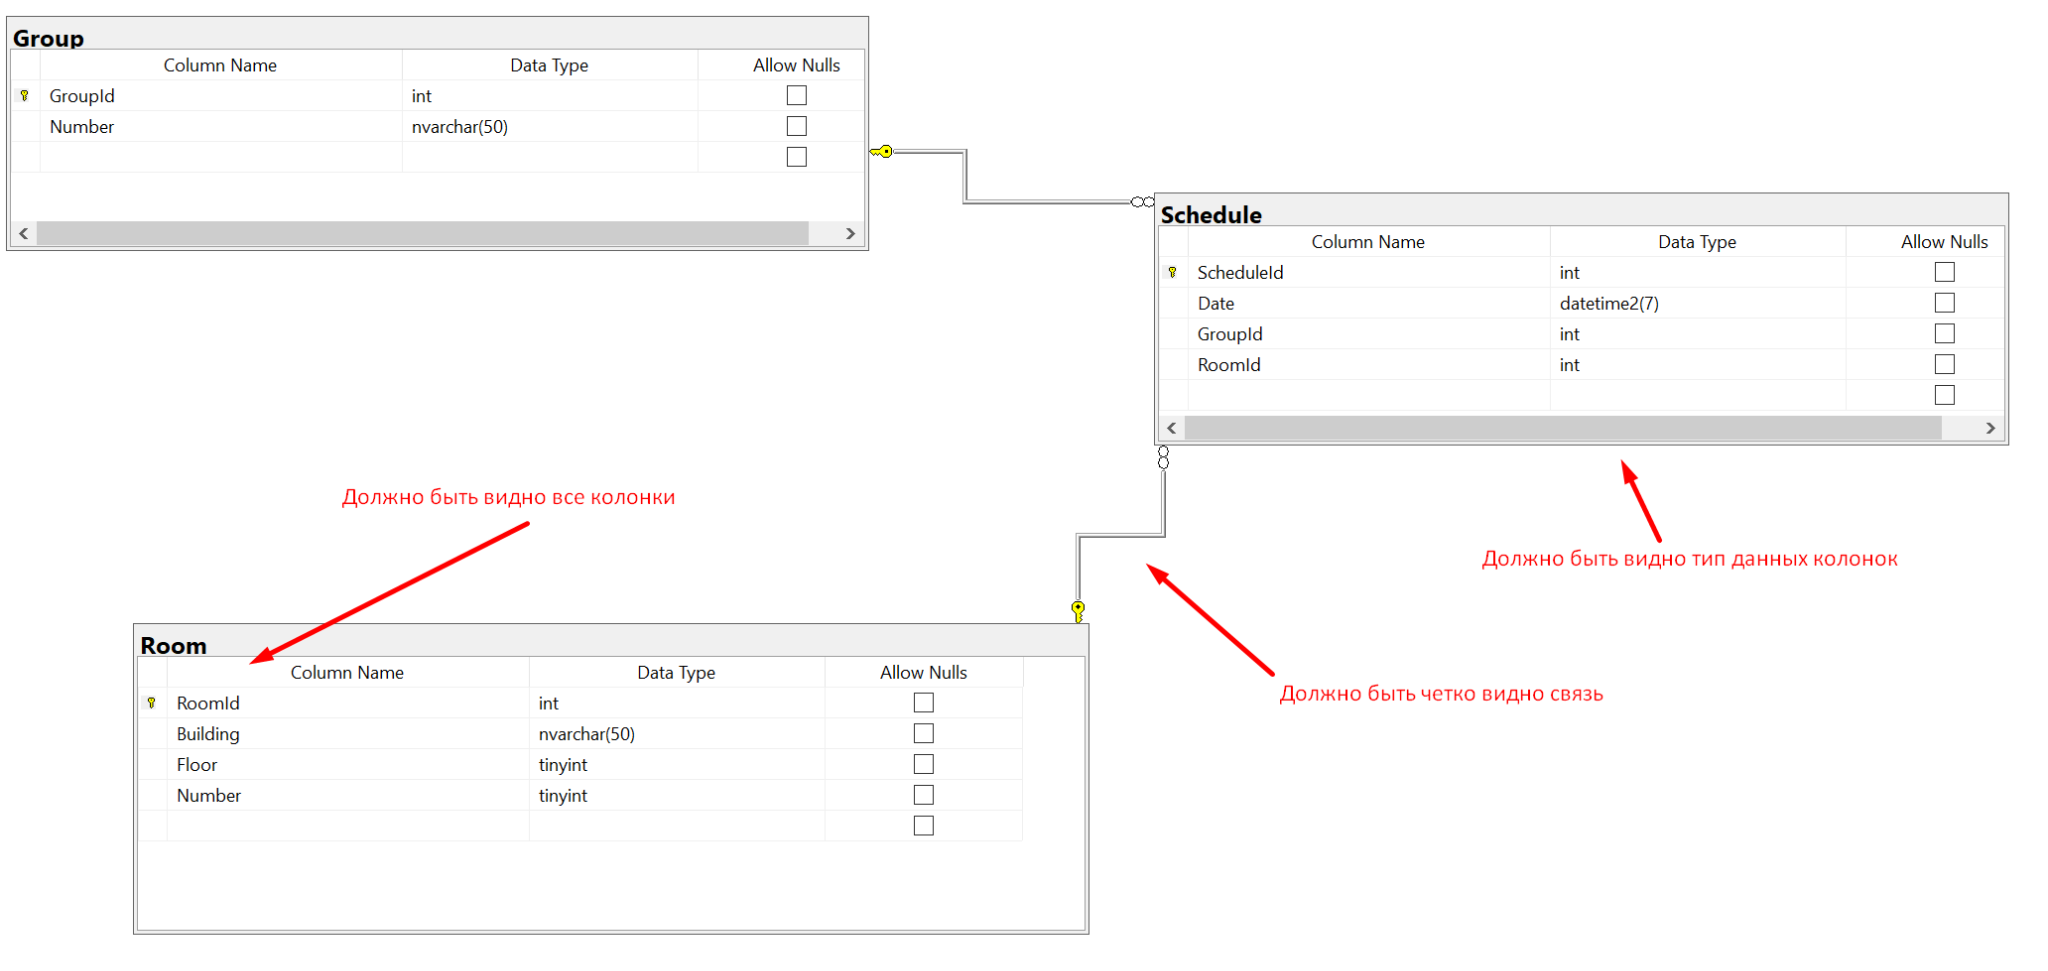 Group
Column Name Data Type Allow Nulls
GroupId int
Number nvarchar(50)
Schedule
Column Name Data Type Allow Nulls
ScheduleId int
Date datetime2(7)
GroupId int
RoomId int
Должно быть видно все колонки
Должно быть видно тип данных колонок
Должно быть четко видно связь
Room
Column Name Data Type Allow Nulls
RoomId int
Building nvarchar(50)
Floor tinyint
Number tinyint